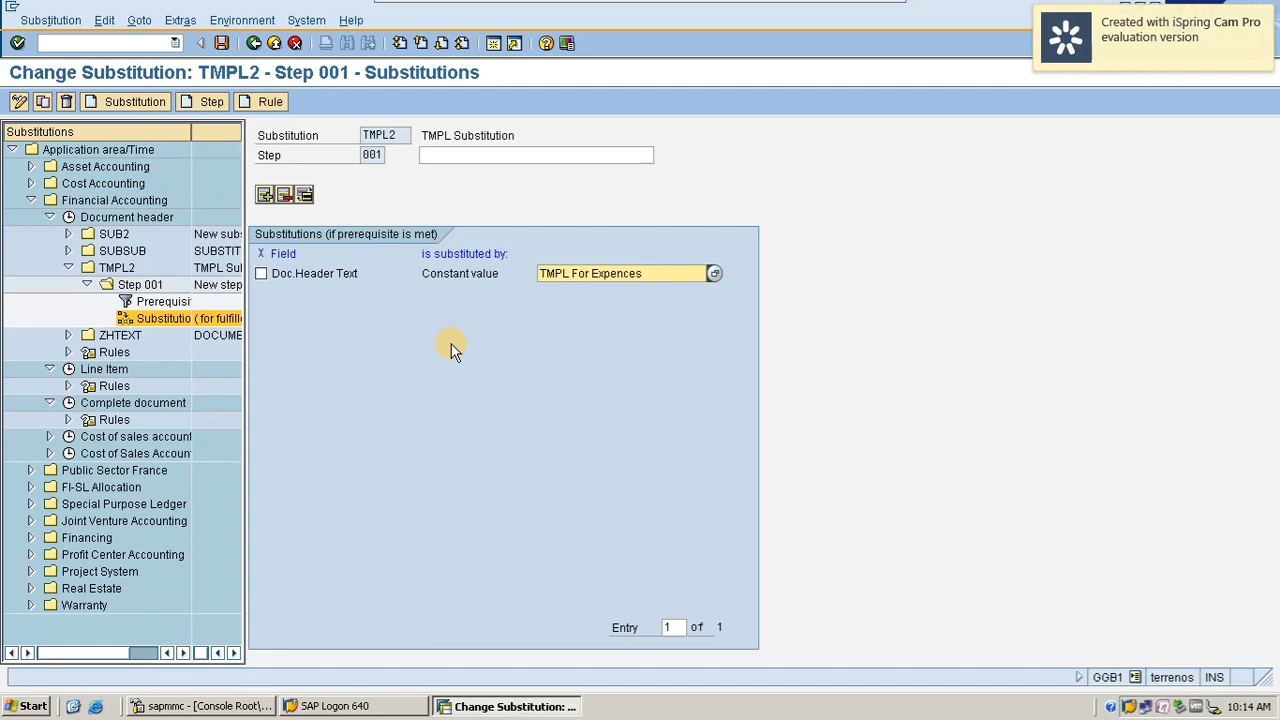 Substitution Edit Goto Extras Environment System Help
Created with iSpring Cam Pro
evaluation version
Change Substitution: TMPL2 - Step 001 - Substitutions
Substitution Step Rule
Substitutions
Application area/Time
Asset Accounting
Cost Accounting
Financial Accounting
Document header
SUB2 New subs
SUBSUB SUBSTIT
TMPL2 TMPL Sul
Step 001 New step
Prerequisit
Substitutio ( for fulfille
ZHTEXT DOCUME
Rules
Line Item
Rules
Complete document
Rules
Cost of sales account
Cost of Sales Accoun
Public Sector France
FI-SL Allocation
Special Purpose Ledger
Joint Venture Accounting
Financing
Profit Center Accounting
Project System
Real Estate
Warranty
Substitution TMPL2 TMPL Substitution
Step 001
Substitutions (if prerequisite is met)
X Field is substituted by:
Doc.Header Text Constant value TMPL For Expences
Entry 1 of 1
GGB1 terrenos INS
Start sapmmc - [Console Root\... SAP Logon 640 Change Substitution: ... 10:14 AM